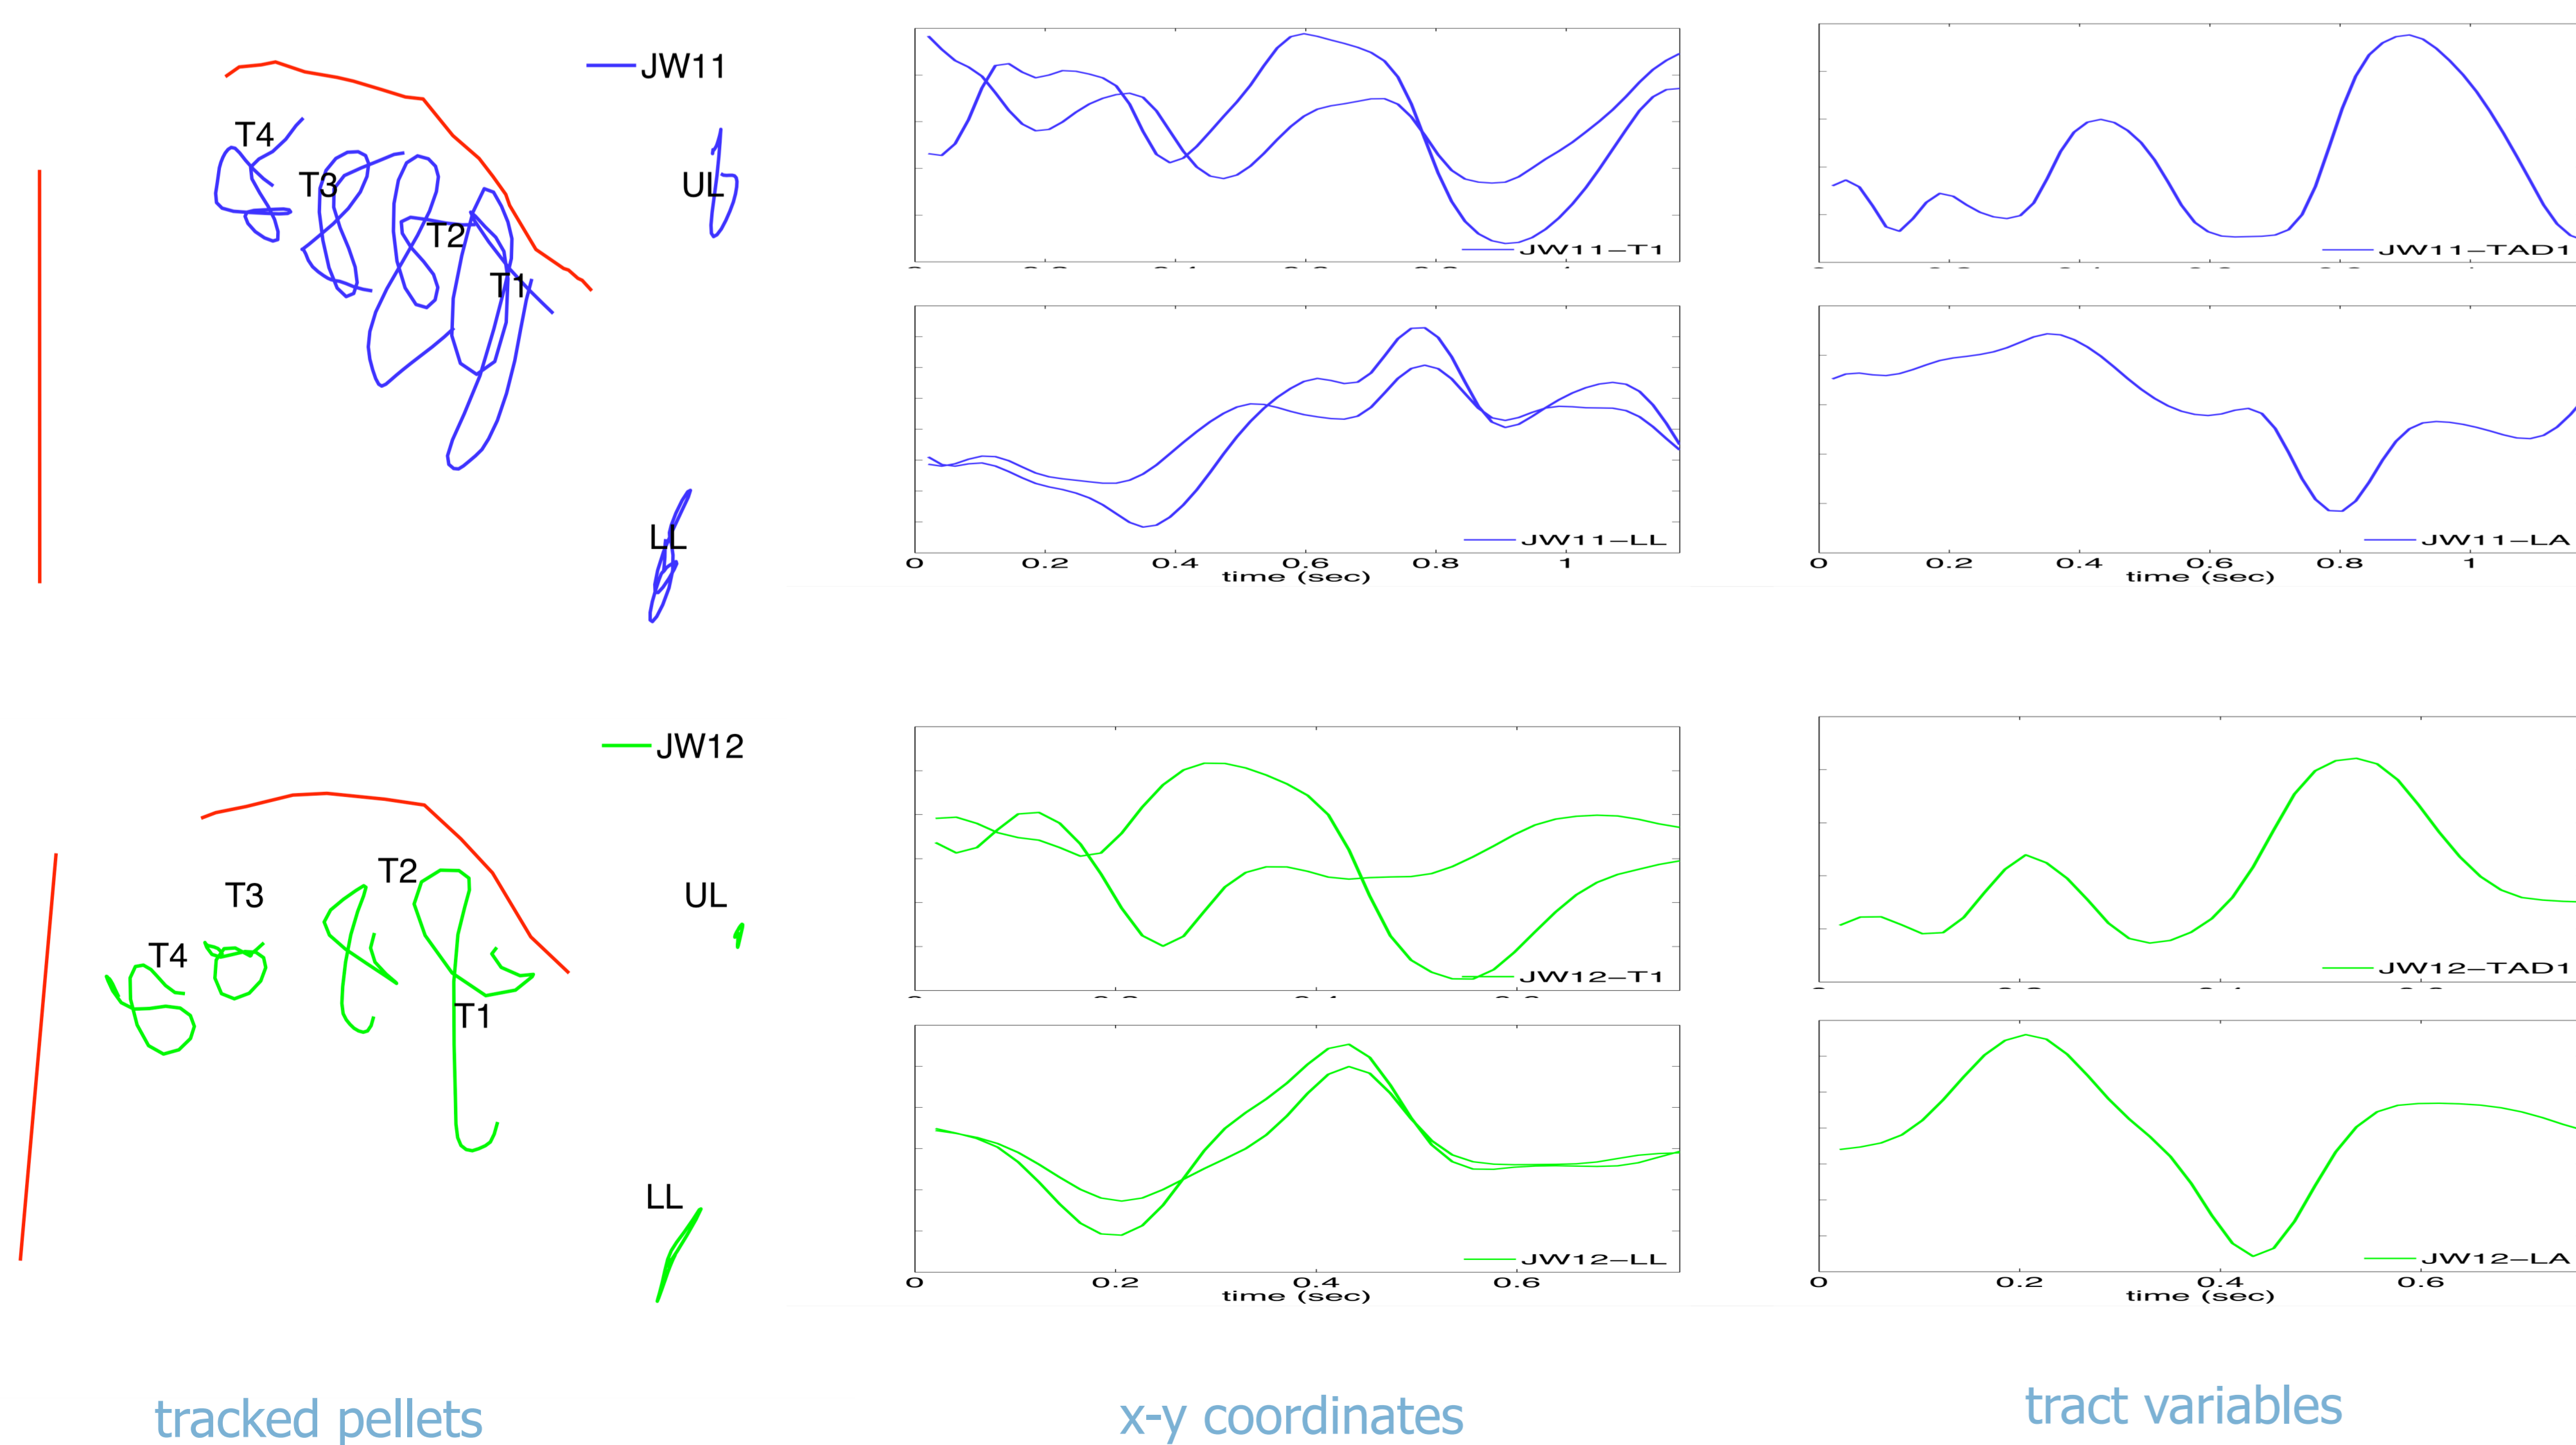 JW11
T4
T3
UL
T2
T1
LL
JW11–T1
JW11–LL
0 0.2 0.4 0.6 0.8 1
time (sec)
JW11–TAD1
JW11–LA
0 0.2 0.4 0.6 0.8 1
time (sec)
JW12
T2
T3
UL
T4
T1
LL
JW12–T1
JW12–LL
0 0.2 0.4 0.6
time (sec)
JW12–TAD1
JW12–LA
0 0.2 0.4 0.6
time (sec)
tracked pellets
x-y coordinates
tract variables